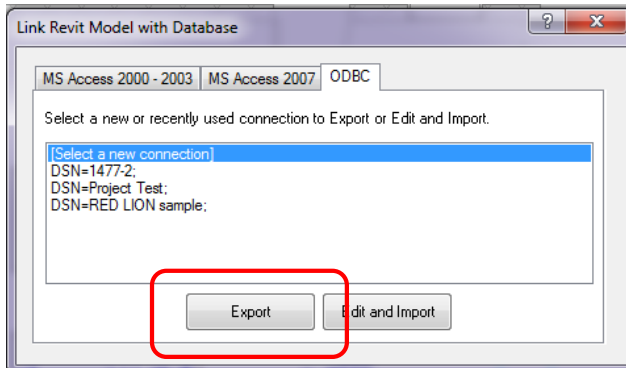 Link Revit Model with Database
?
X
MS Access 2000 - 2003 MS Access 2007 ODBC
Select a new or recently used connection to Export or Edit and Import.
[Select a new connection]
DSN=1477-2;
DSN=Project Test;
DSN=RED LION sample;
Export Edit and Import